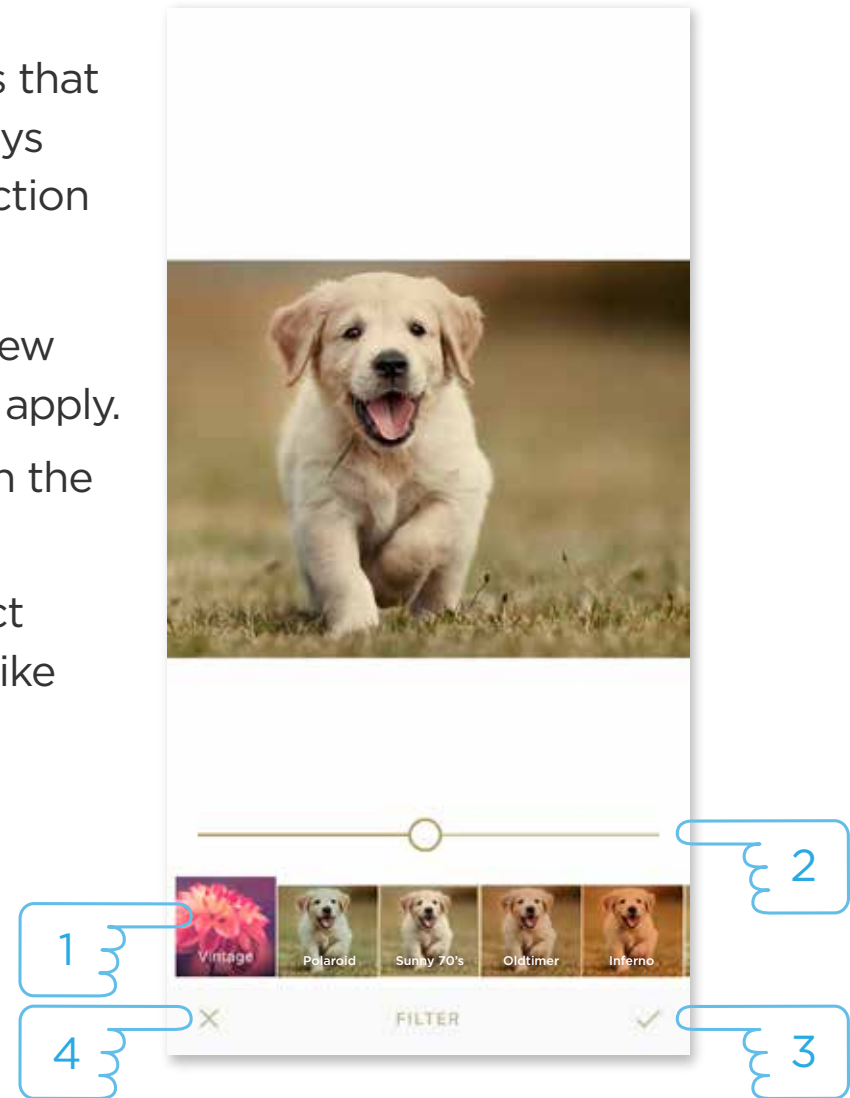 s that
ys
ction
ew
apply.
n the
ct
ike
2
1
Vintage Polaroid Sunny 70's Oldtimer Inferno
4
FILTER
3